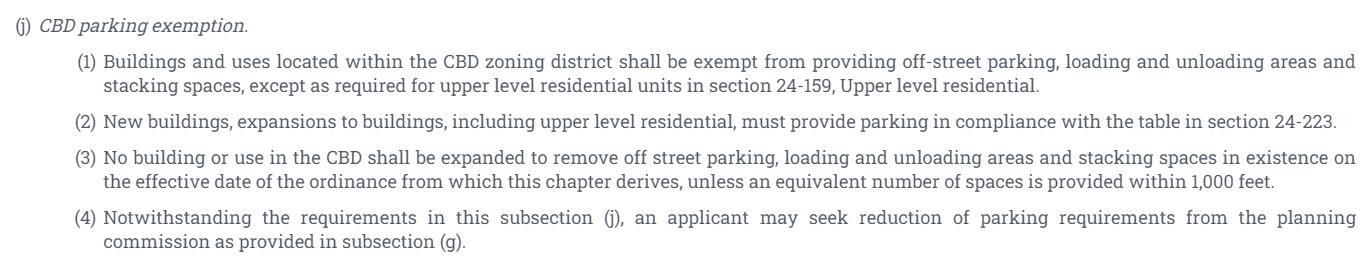 (j) CBD parking exemption.
(1) Buildings and uses located within the CBD zoning district shall be exempt from providing off-street parking, loading and unloading areas and
stacking spaces, except as required for upper level residential units in section 24-159, Upper level residential.
(2) New buildings, expansions to buildings, including upper level residential, must provide parking in compliance with the table in section 24-223.
(3) No building or use in the CBD shall be expanded to remove off street parking, loading and unloading areas and stacking spaces in existence on
the effective date of the ordinance from which this chapter derives, unless an equivalent number of spaces is provided within 1,000 feet.
(4) Notwithstanding the requirements in this subsection (j), an applicant may seek reduction of parking requirements from the planning
commission as provided in subsection (g).